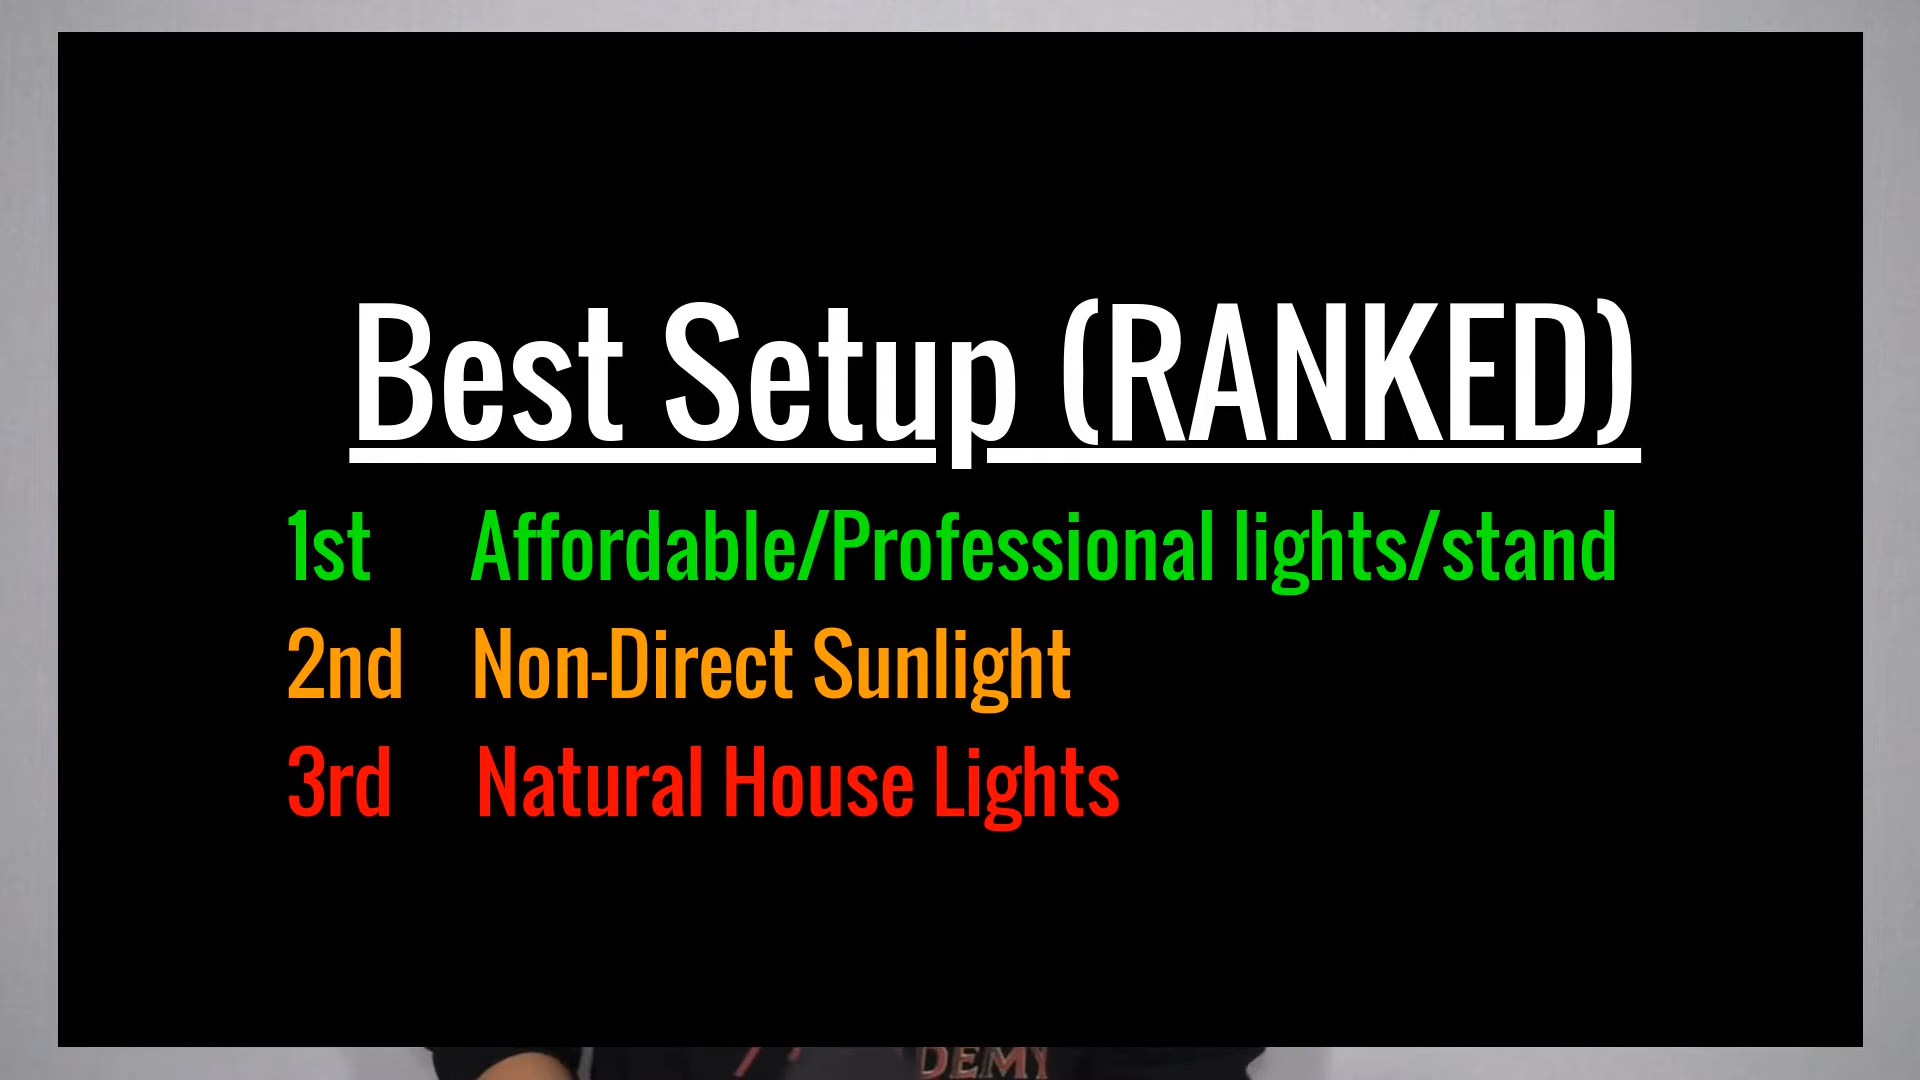 Best Setup (RANKED)
1st Affordable/Professional lights/stand
2nd Non-Direct Sunlight
3rd Natural House Lights
DEMY